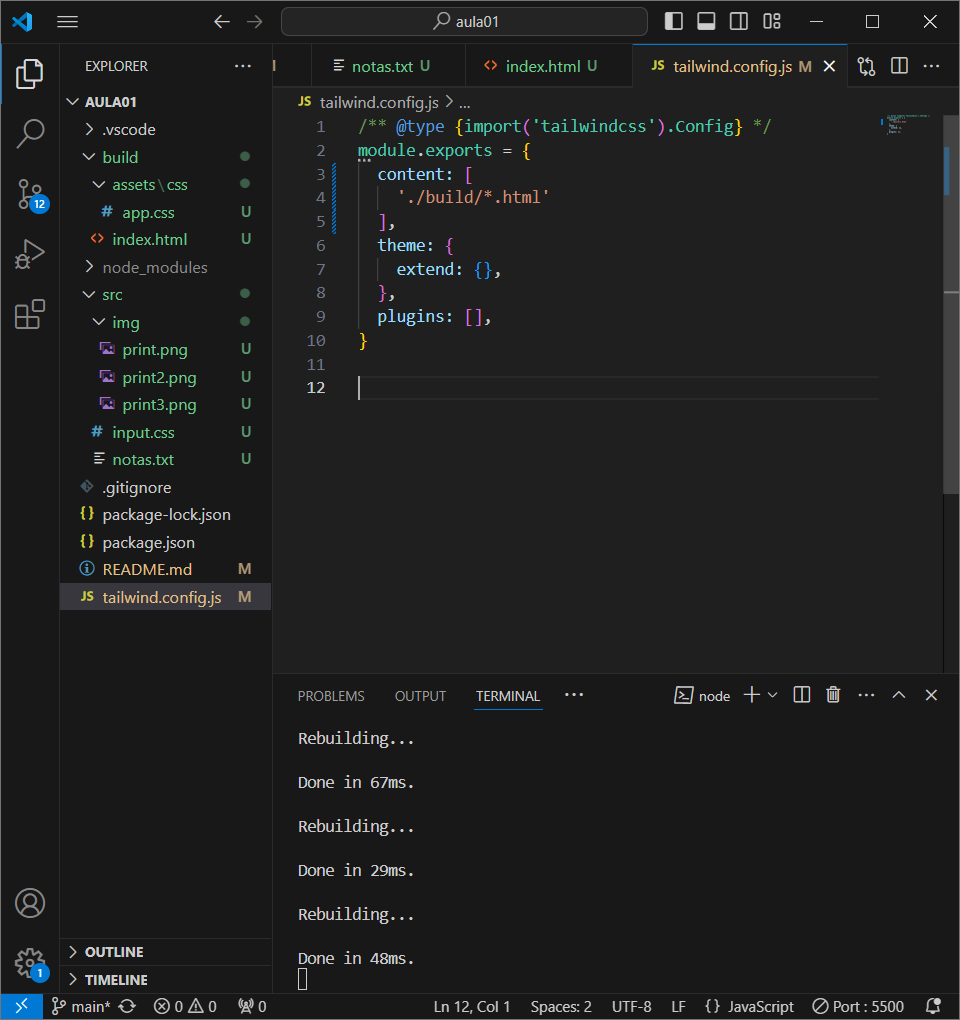 aula01
EXPLORER
AULA01
.vscode
build
assets\css
# app.css U
<> index.html U
node_modules
src
img
print.png U
print2.png U
print3.png U
# input.css U
notas.txt U
.gitignore
{} package-lock.json
{} package.json
README.md M
JS tailwind.config.js M
OUTLINE
TIMELINE
notas.txt U
<> index.html U
JS tailwind.config.js M
JS tailwind.config.js > ...
1 /** @type {import('tailwindcss').Config} */
2 module.exports = {
3 content: [
4 './build/*.html'
5 ],
6 theme: {
7 extend: {},
8 },
9 plugins: [],
10 }
11
12
PROBLEMS OUTPUT TERMINAL ...
node
Rebuilding...
Done in 67ms.
Rebuilding...
Done in 29ms.
Rebuilding...
Done in 48ms.
12
1
main* 0 0 0 Ln 12, Col 1 Spaces: 2 UTF-8 LF {} JavaScript Port : 5500